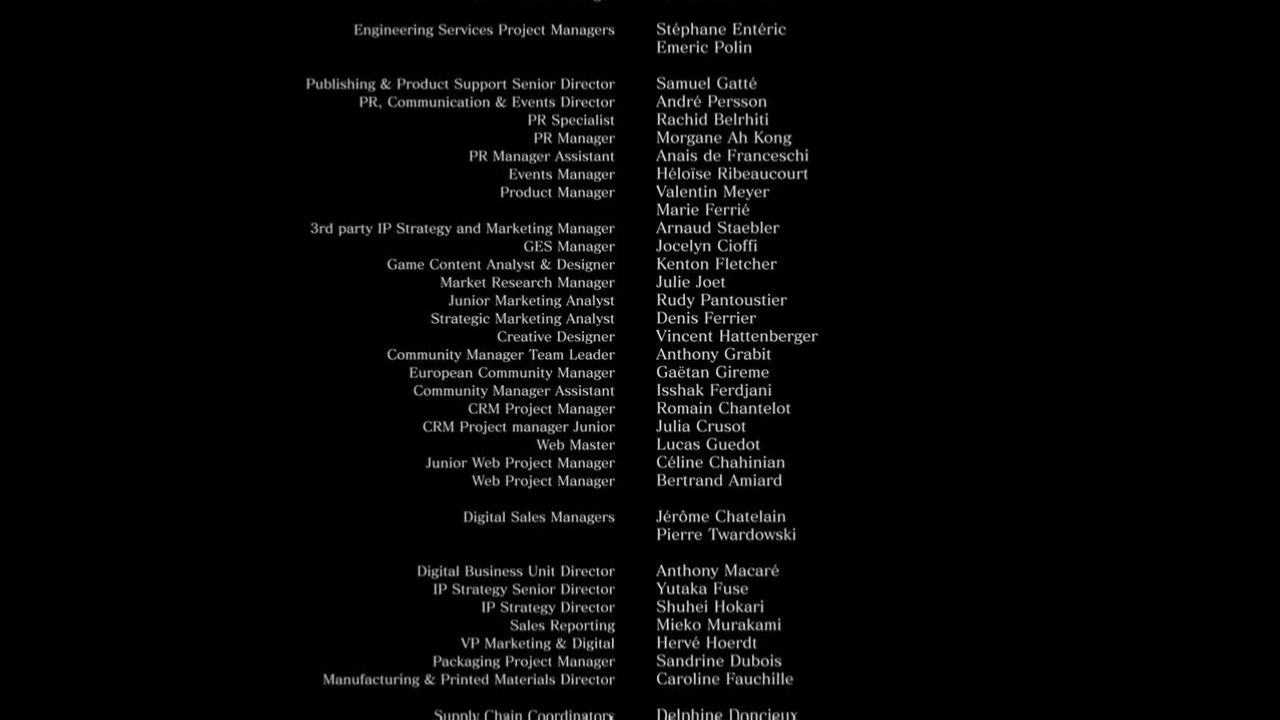 Engineering Services Project Managers Stéphane Entéric
Emeric Polin
Publishing & Product Support Senior Director Samuel Gatté
PR, Communication & Events Director André Persson
PR Specialist Rachid Belrhiti
PR Manager Morgane Ah Kong
PR Manager Assistant Anais de Franceschi
Events Manager Héloïse Ribeaucourt
Product Manager Valentin Meyer
Marie Ferrié
3rd party IP Strategy and Marketing Manager Arnaud Staebler
GES Manager Jocelyn Cioffi
Game Content Analyst & Designer Kenton Fletcher
Market Research Manager Julie Joet
Junior Marketing Analyst Rudy Pantoustier
Strategic Marketing Analyst Denis Ferrier
Creative Designer Vincent Hattenberger
Community Manager Team Leader Anthony Grabit
European Community Manager Gaëtan Gireme
Community Manager Assistant Isshak Ferdjani
CRM Project Manager Romain Chantelot
CRM Project manager Junior Julia Crusot
Web Master Lucas Guedot
Junior Web Project Manager Céline Chahinian
Web Project Manager Bertrand Amiard
Digital Sales Managers Jérôme Chatelain
Pierre Twardowski
Digital Business Unit Director Anthony Macaré
IP Strategy Senior Director Yutaka Fuse
IP Strategy Director Shuhei Hokari
Sales Reporting Mieko Murakami
VP Marketing & Digital Hervé Hoerdt
Packaging Project Manager Sandrine Dubois
Manufacturing & Printed Materials Director Caroline Fauchille
Supply Chain Coordinators Delphine Doncieux